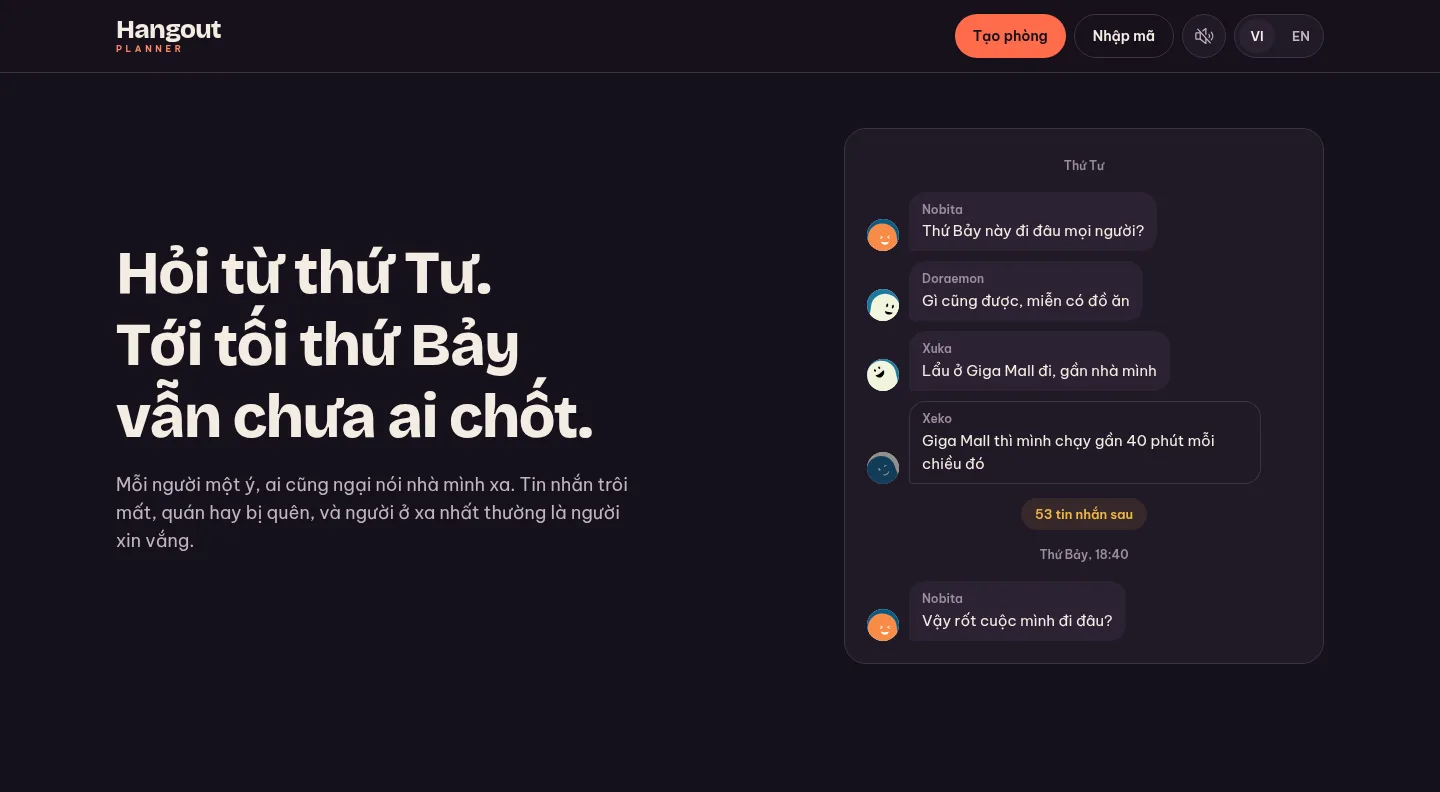 Hangout
PLANNER
Tạo phòng
Nhập mã
VI
EN
Hỏi từ thứ Tư.
Tới tối thứ Bảy
vẫn chưa ai chốt.
Mỗi người một ý, ai cũng ngại nói nhà mình xa. Tin nhắn trôi
mất, quán hay bị quên, và người ở xa nhất thường là người
xin vắng.
Thứ Tư
Nobita
Thứ Bảy này đi đâu mọi người?
Doraemon
Gì cũng được, miễn có đồ ăn
Xuka
Lẩu ở Giga Mall đi, gần nhà mình
Xeko
Giga Mall thì mình chạy gần 40 phút mỗi
chiều đó
53 tin nhắn sau
Thứ Bảy, 18:40
Nobita
Vậy rốt cuộc mình đi đâu?